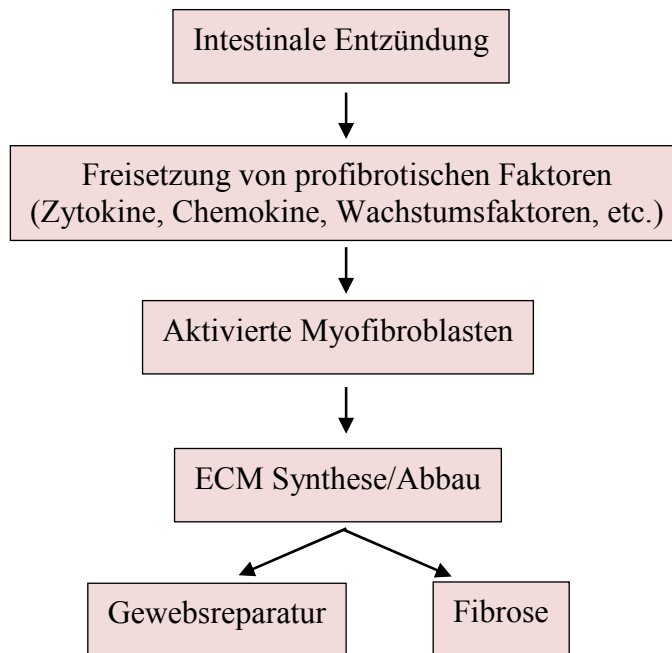 Intestinale Entzündung
Freisetzung von profibrotischen Faktoren
(Zytokine, Chemokine, Wachstumsfaktoren, etc.)
Aktivierte Myofibroblasten
ECM Synthese/Abbau
Gewebsreparatur
Fibrose